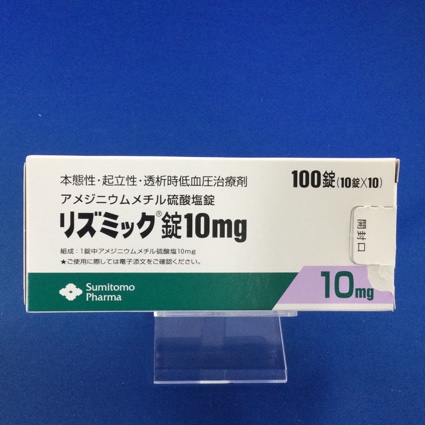 本態性・起立性・透析時低血圧治療剤
100錠(10錠×10)
アメジニウムメチル硫酸塩錠
リズミック®錠10mg
開封口
組成：1錠中アメジニウムメチル硫酸塩10mg
★ご使用に際しては電子添文をご確認ください。
Sumitomo
Pharma
10mg